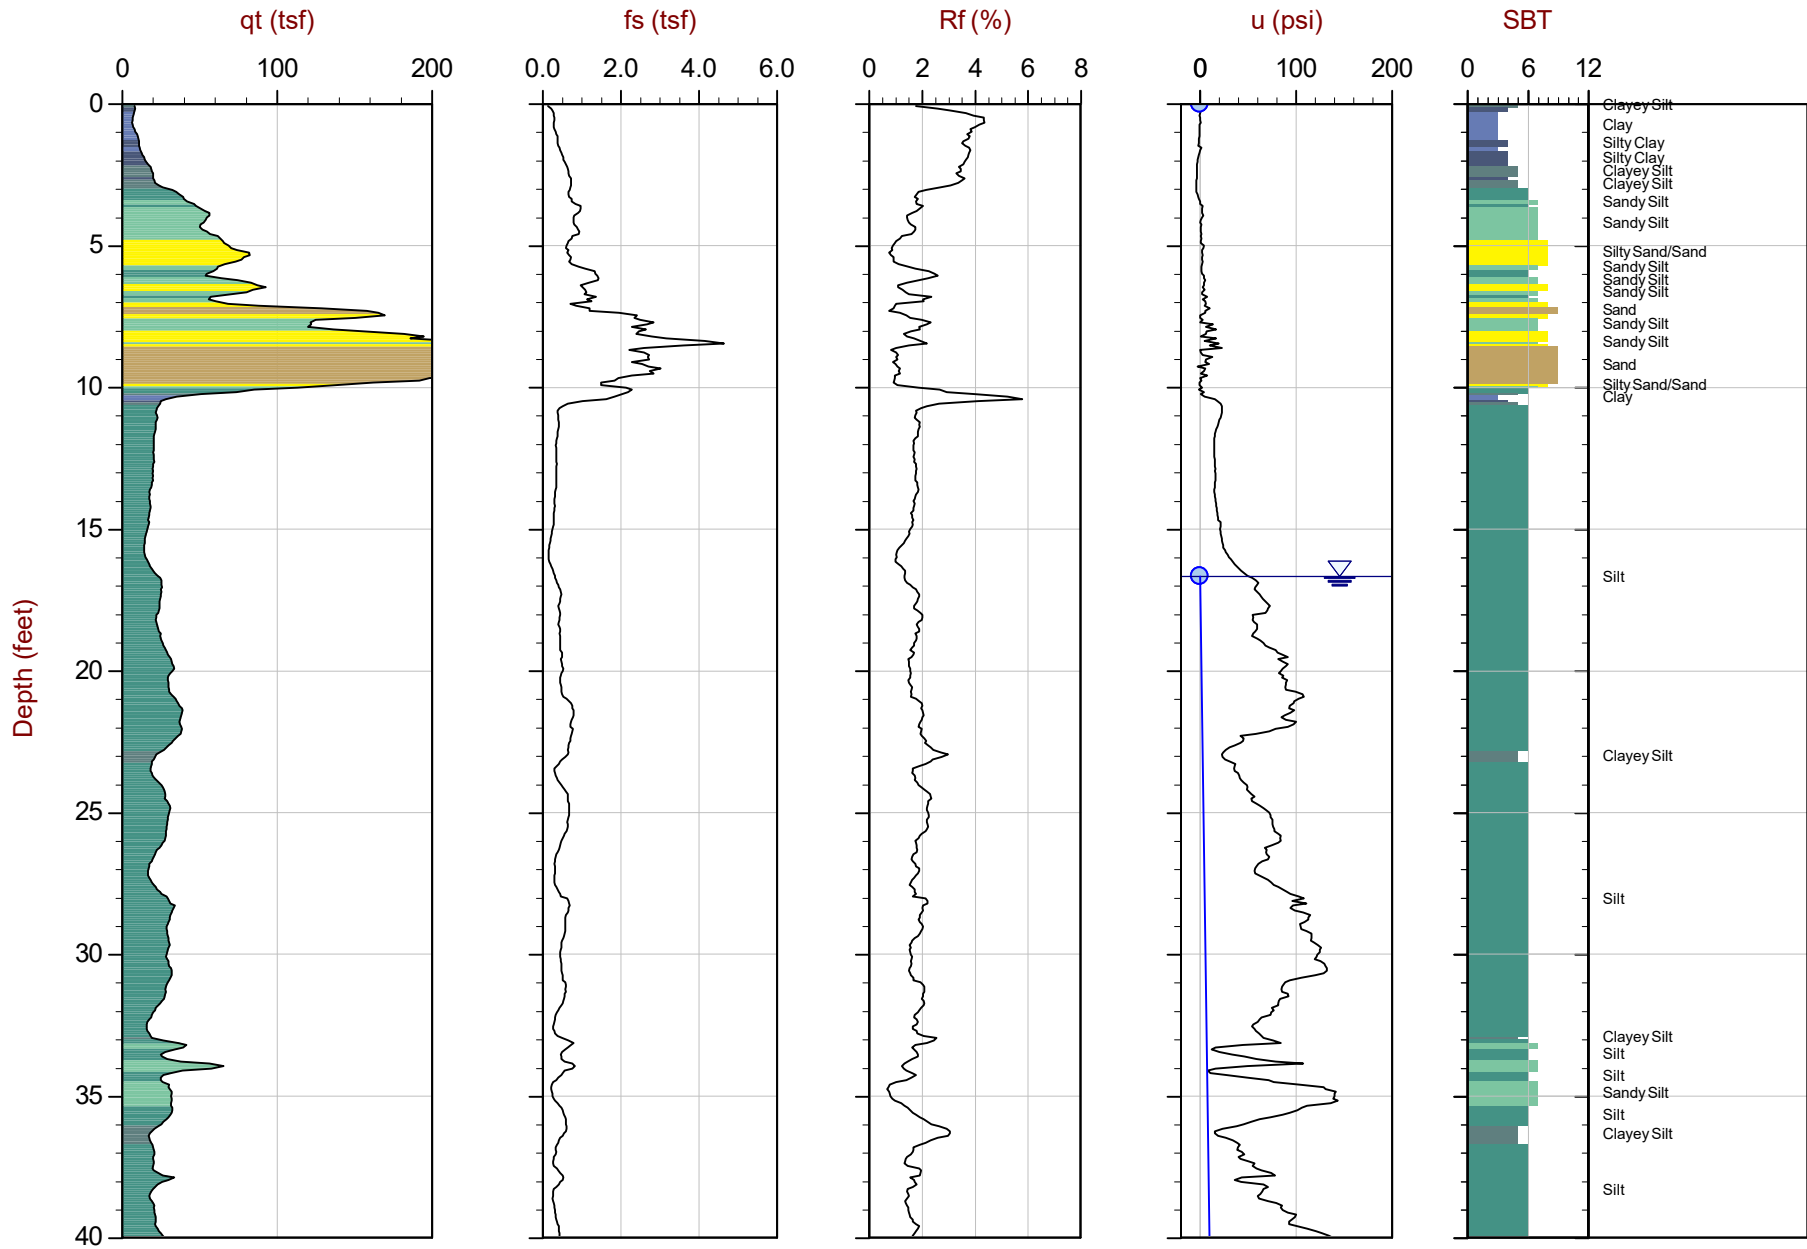 qt (tsf) fs (tsf) Rf (%) u (psi) SBT
0 100 200 0.0 2.0 4.0 6.0 0 2 4 6 8 0 100 200 0 6 12
Depth (feet)
0
5
10
15
20
25
30
35
40
Clayey Silt
Clay
Silty Clay
Silty Clay
Clayey Silt
Clayey Silt
Sandy Silt
Sandy Silt
Silty Sand/Sand
Sandy Silt
Sandy Silt
Sandy Silt
Sand
Sandy Silt
Sandy Silt
Sand
Silty Sand/Sand
Clay
Silt
Clayey Silt
Silt
Clayey Silt
Silt
Silt
Sandy Silt
Silt
Clayey Silt
Silt